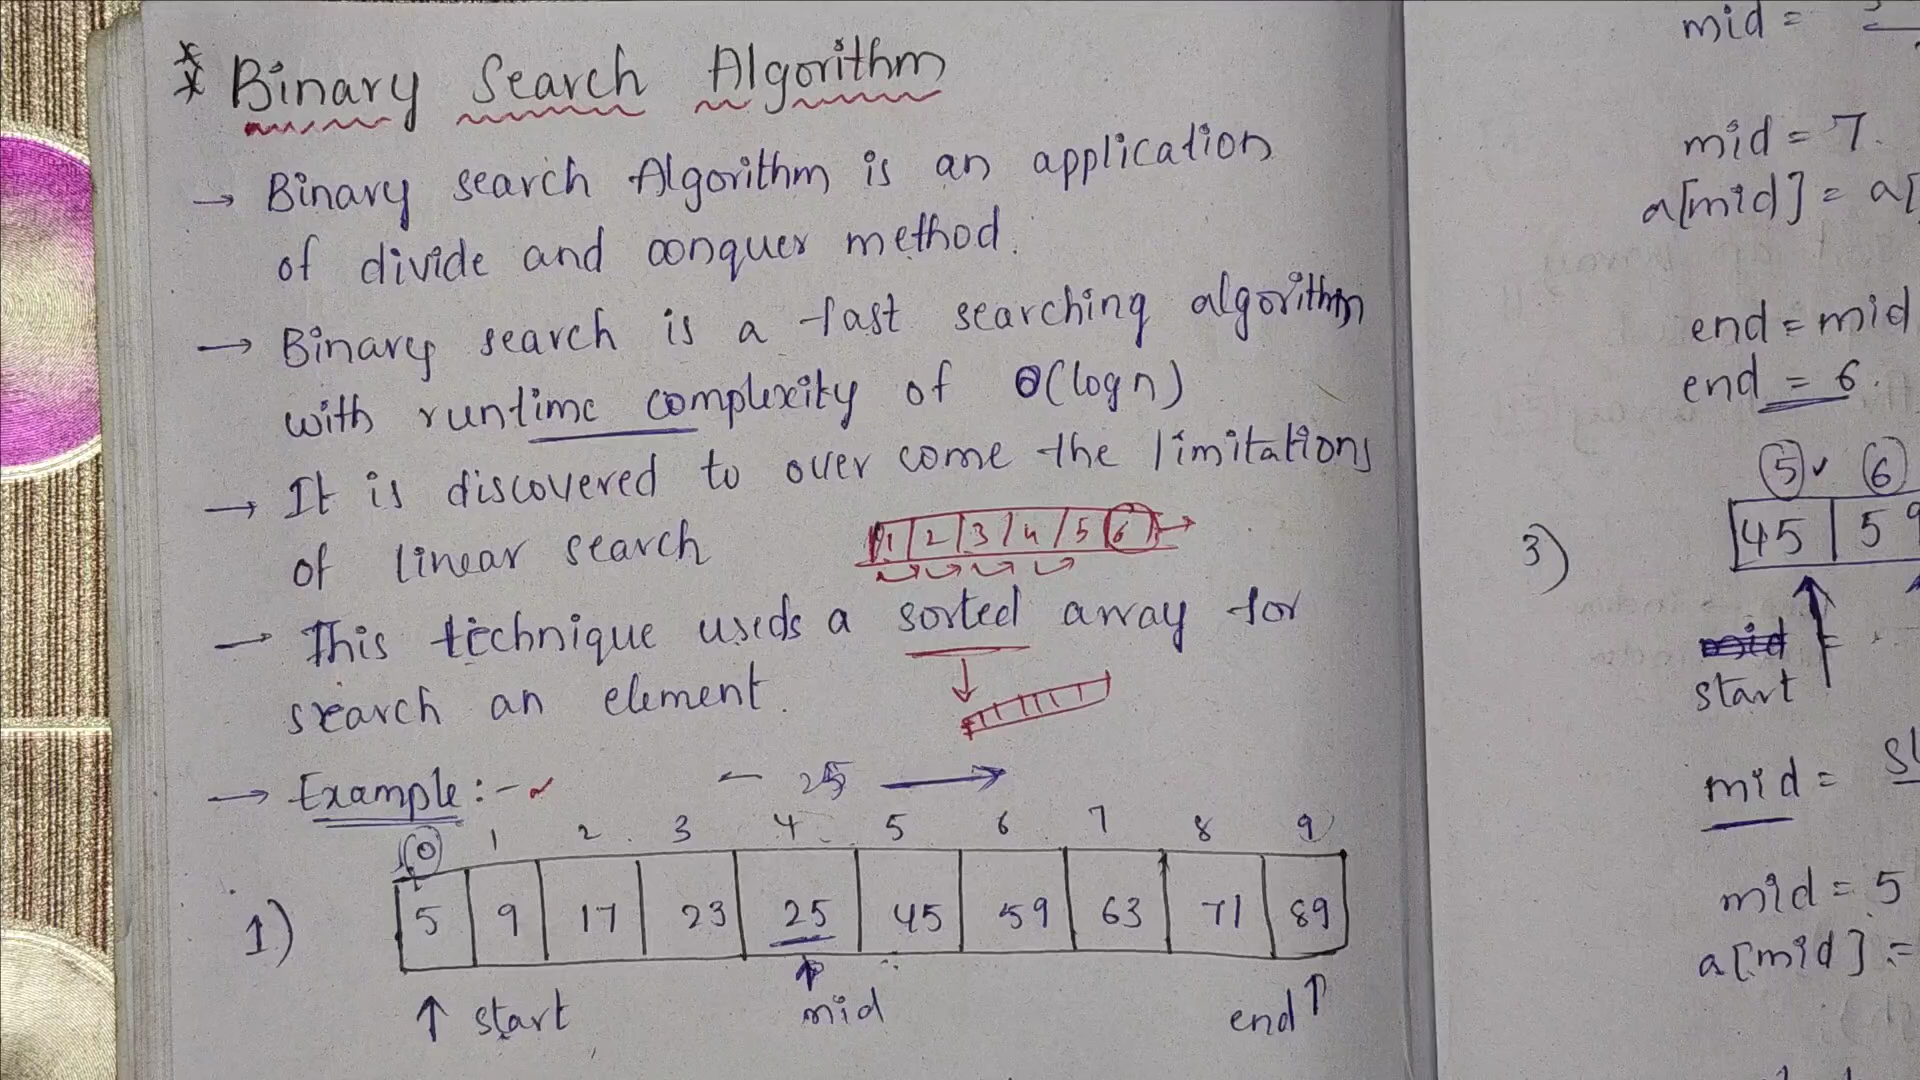 Binary Search Algorithm
→ Binary search Algorithm is an application
of divide and conquer method.
→ Binary search is a fast searching algorithm
with runtime complexity of O(log n)
→ It is discovered to over come the limitations
of linear search
1 2 3 4 5 6 →
→ This technique useds a sorted array for
search an element.
→ Example :-
← 25 →
0 1 2 3 4 5 6 7 8 9
1) 5 9 17 23 25 45 59 63 71 89
↑ start mid end ↑
mid =
mid = 7.
a[mid] = a[
end = mid
end = 6.
5 6
3) 45 5
start
mid =
mid = 5
a[mid] =